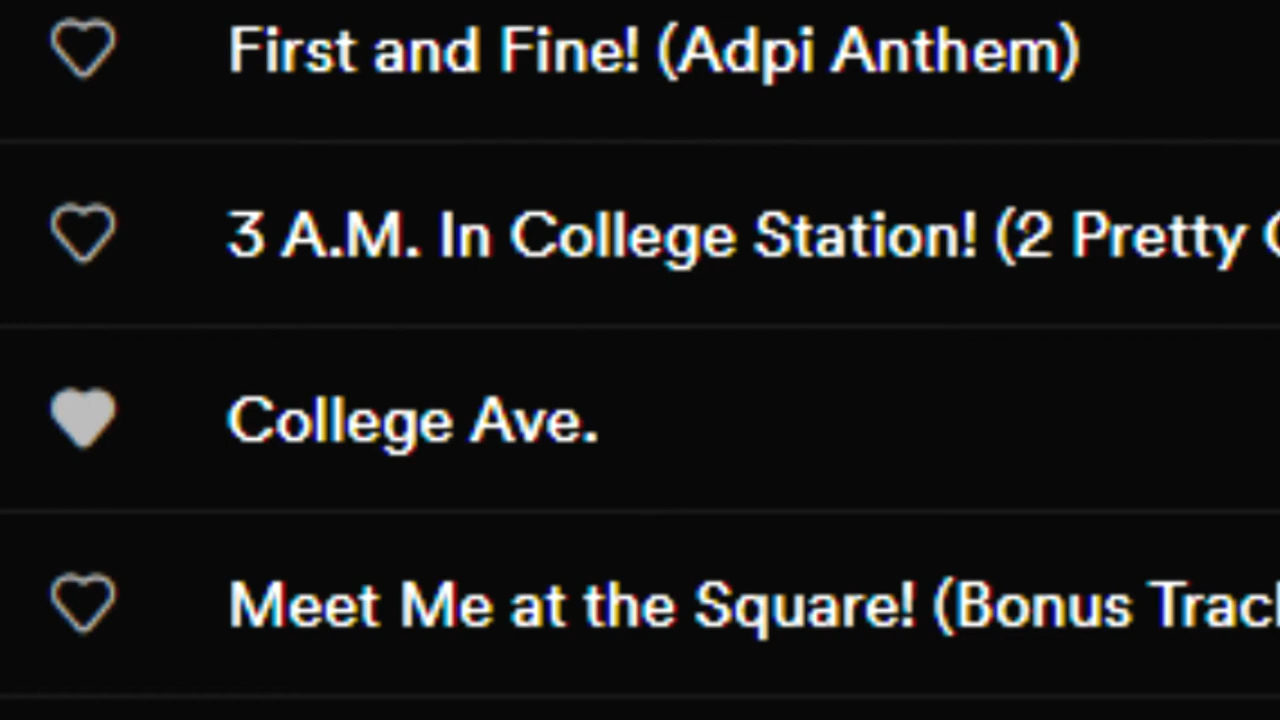 First and Fine! (Adpi Anthem)
3 A.M. In College Station! (2 Pretty
College Ave.
Meet Me at the Square! (Bonus